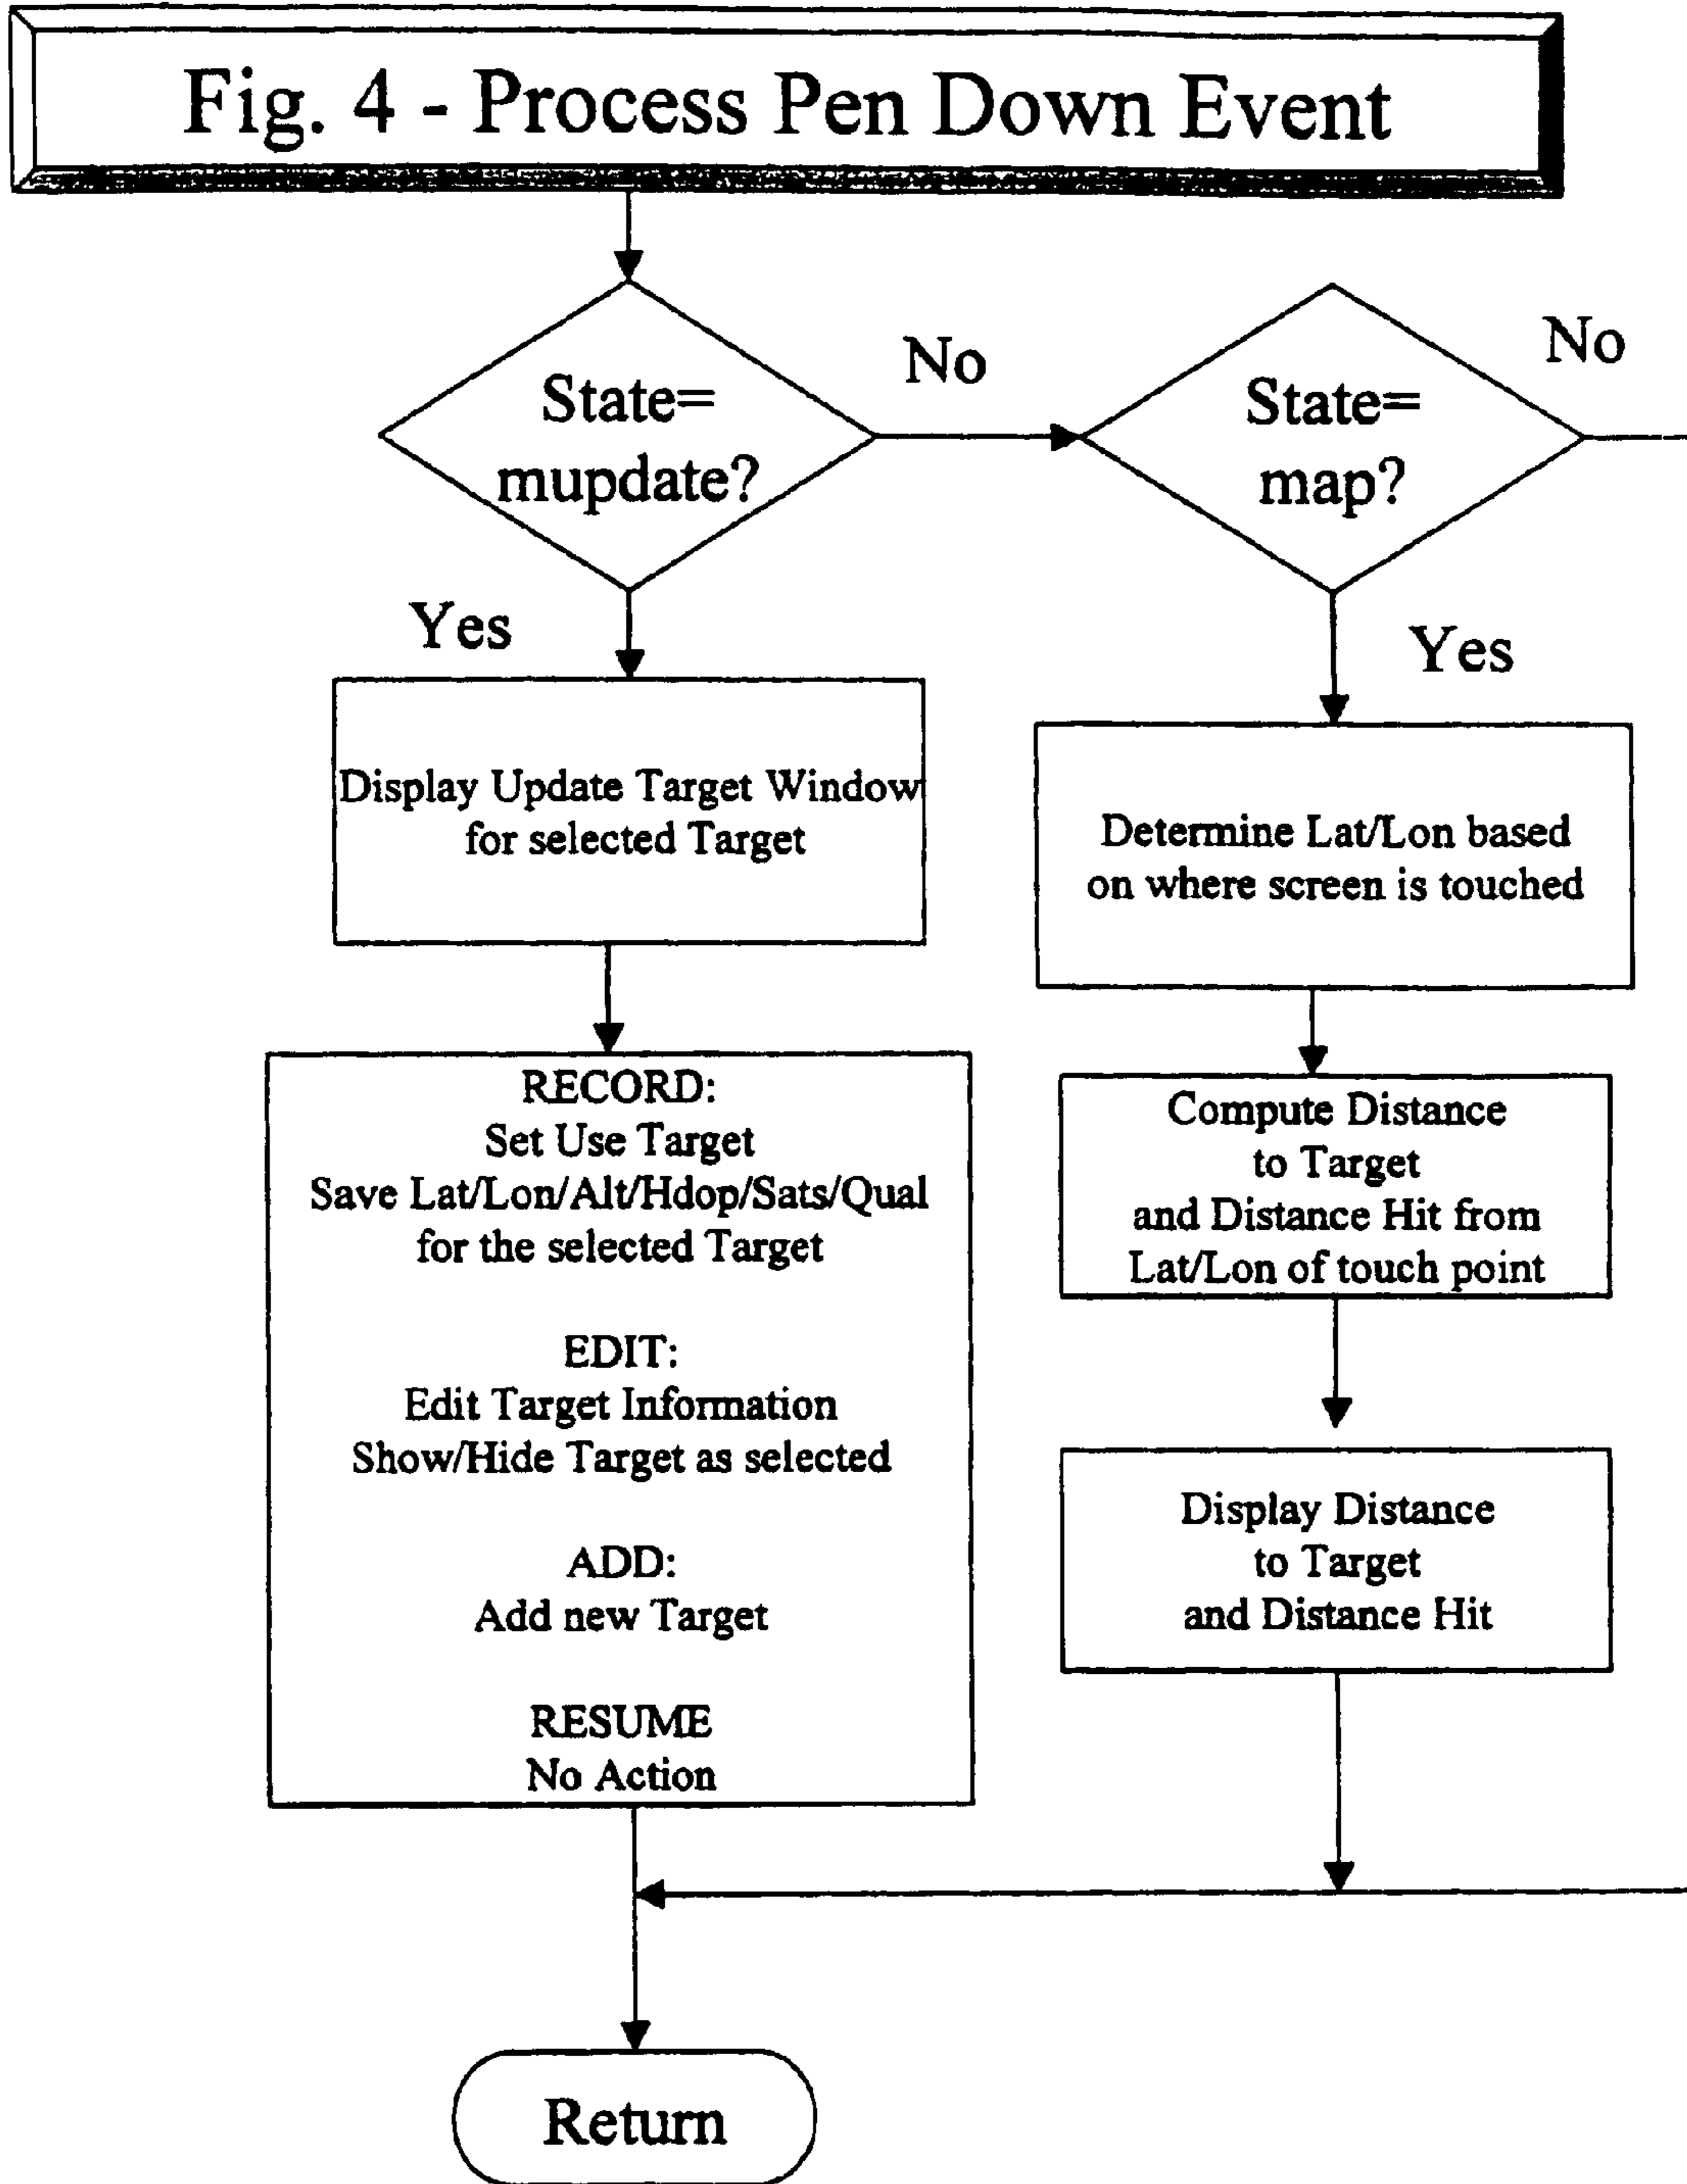 Fig. 4 - Process Pen Down Event
State=
mupdate?
No
State=
map?
No
Yes
Display Update Target Window
for selected Target
RECORD:
Set Use Target
Save Lat/Lon/Alt/Hdop/Sats/Qual
for the selected Target
EDIT:
Edit Target Information
Show/Hide Target as selected
ADD:
Add new Target
RESUME
No Action
Yes
Determine Lat/Lon based
on where screen is touched
Compute Distance
to Target
and Distance Hit from
Lat/Lon of touch point
Display Distance
to Target
and Distance Hit
Return